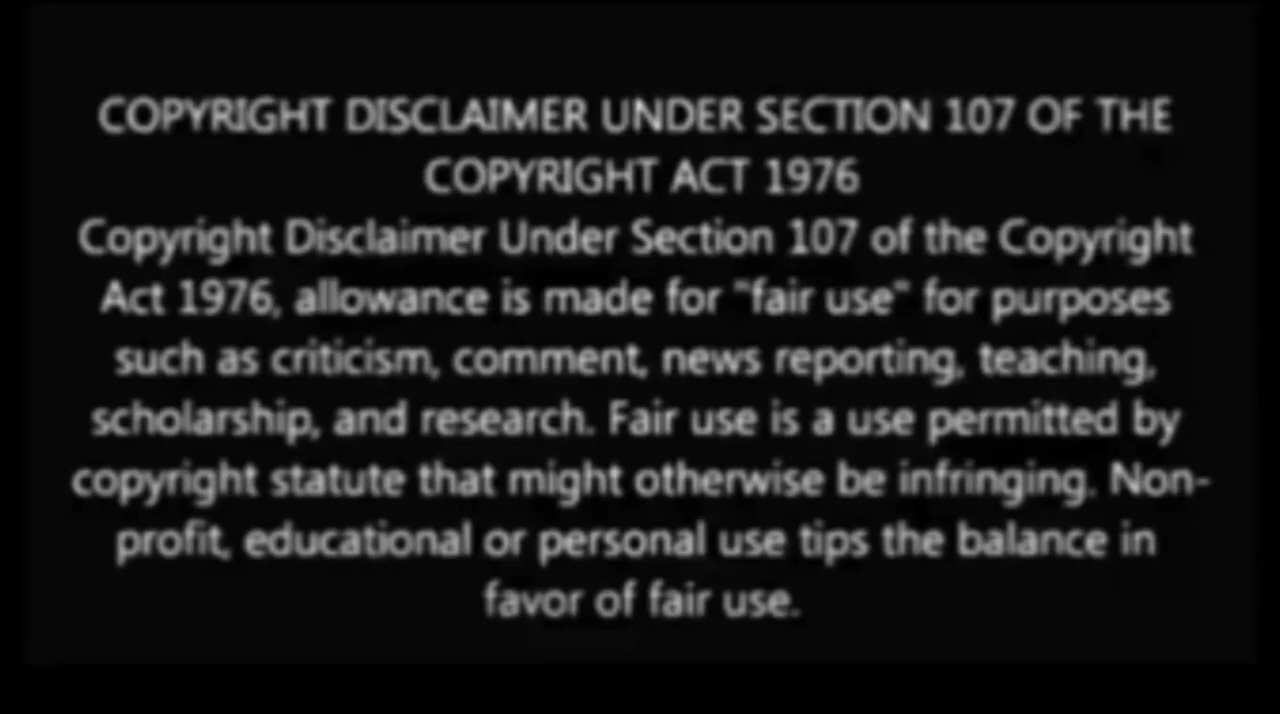 COPYRIGHT DISCLAIMER UNDER SECTION 107 OF THE
COPYRIGHT ACT 1976
Copyright Disclaimer Under Section 107 of the Copyright
Act 1976, allowance is made for "fair use" for purposes
such as criticism, comment, news reporting, teaching,
scholarship, and research. Fair use is a use permitted by
copyright statute that might otherwise be infringing. Non-
profit, educational or personal use tips the balance in
favor of fair use.